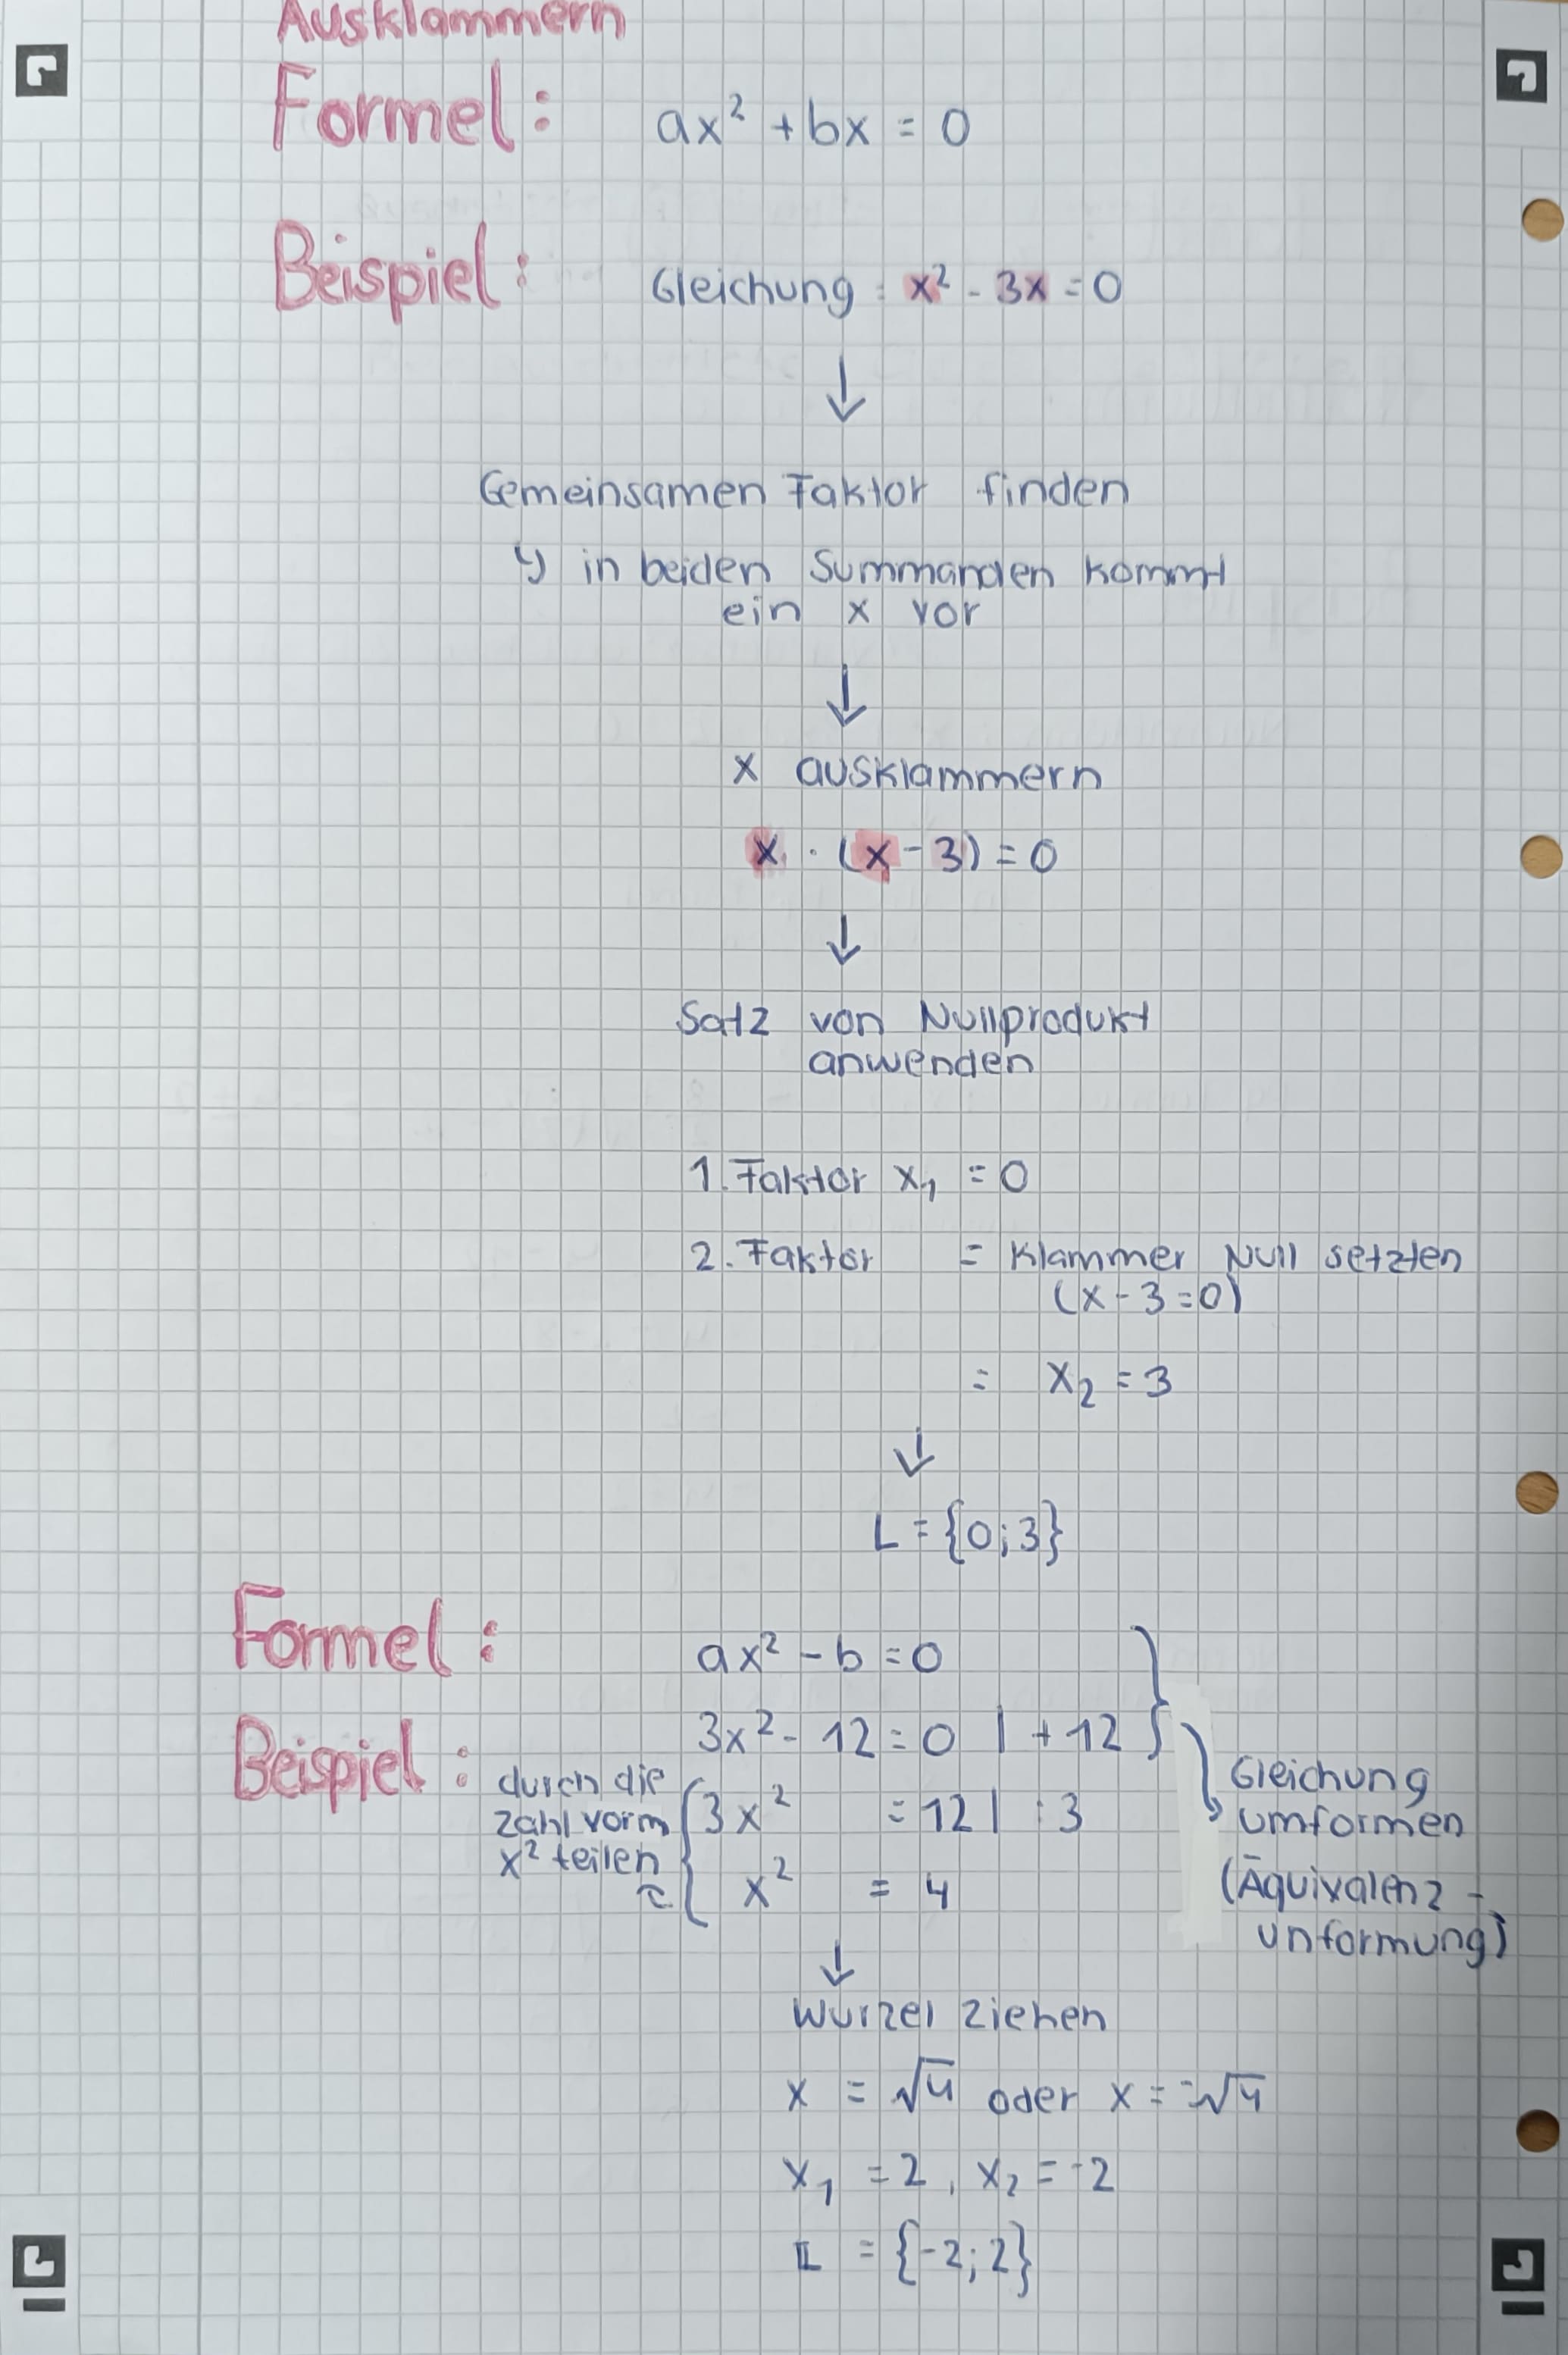 Ausklammern
Formel: ax² + bx = 0
Beispiel: Gleichung: x² - 3x = 0
↓
Gemeinsamen Faktor finden
↳ in beiden Summanden kommt
ein x vor
↓
x ausklammern
x · (x - 3) = 0
↓
Satz von Nullprodukt
anwenden
1. Faktor x₁ = 0
2. Faktor = Klammer Null setzten
(x - 3 = 0)
= x₂ = 3
↓
L = {0; 3}
Formel: ax² - b = 0
Beispiel: 3x² - 12 = 0 | + 12
durch die
Zahl vorm
x² teilen
3x² = 12 | : 3
x² = 4
Gleichung
umformen
(Äquivalenz-
unformung)
↓
Wurzel ziehen
x = √4 oder x = -√4
x₁ = 2, x₂ = -2
𝕃 = {-2; 2}